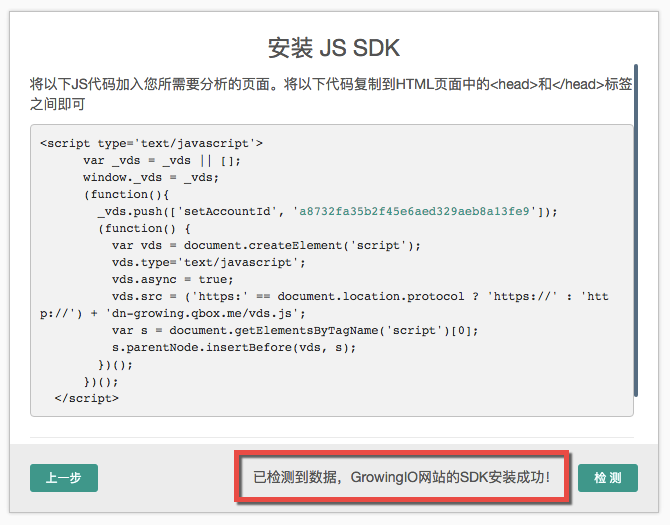 安装 JS SDK
将以下JS代码加入您所需要分析的页面。将以下代码复制到HTML页面中的<head>和</head>标签
之间即可
<script type='text/javascript'>
      var _vds = _vds || [];
      window._vds = _vds;
      (function(){
        _vds.push(['setAccountId', 'a8732fa35b2f45e6aed329aeb8a13fe9']);
        (function() {
          var vds = document.createElement('script');
          vds.type='text/javascript';
          vds.async = true;
          vds.src = ('https:' == document.location.protocol ? 'https://' : 'htt
p://') + 'dn-growing.qbox.me/vds.js';
          var s = document.getElementsByTagName('script')[0];
          s.parentNode.insertBefore(vds, s);
        })();
      })();
  </script>
上一步
已检测到数据，GrowingIO网站的SDK安装成功！
检 测